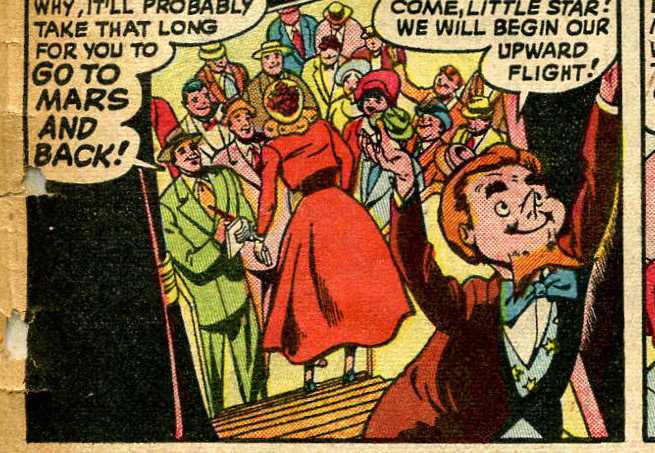 WHY, IT'LL PROBABLY
TAKE THAT LONG
FOR YOU TO
GO TO
MARS
AND
BACK!
COME, LITTLE STAR!
WE WILL BEGIN OUR
UPWARD
FLIGHT!